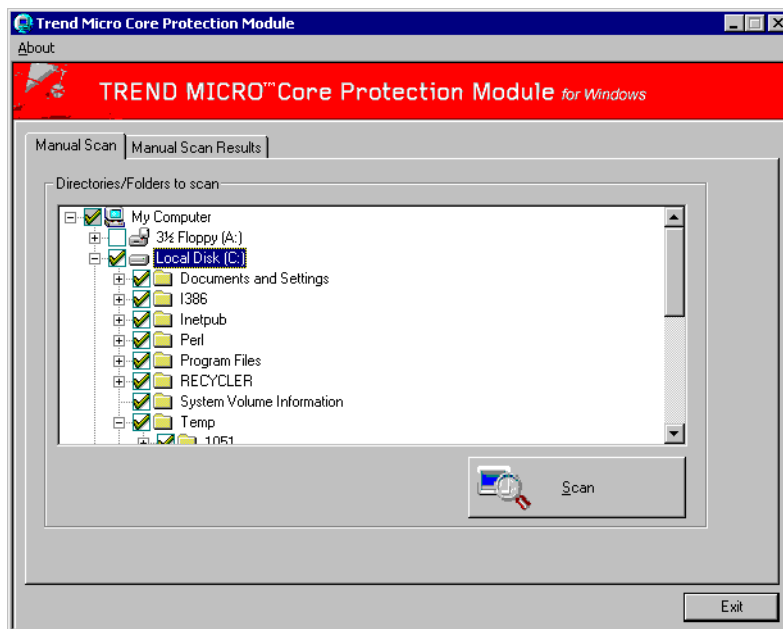 Trend Micro Core Protection Module
About
TREND MICRO™Core Protection Module for Windows
Manual Scan
Manual Scan Results
Directories/Folders to scan
My Computer
3½ Floppy (A:)
Local Disk (C:)
Documents and Settings
I386
Inetpub
Perl
Program Files
RECYCLER
System Volume Information
Temp
1051
Scan
Exit